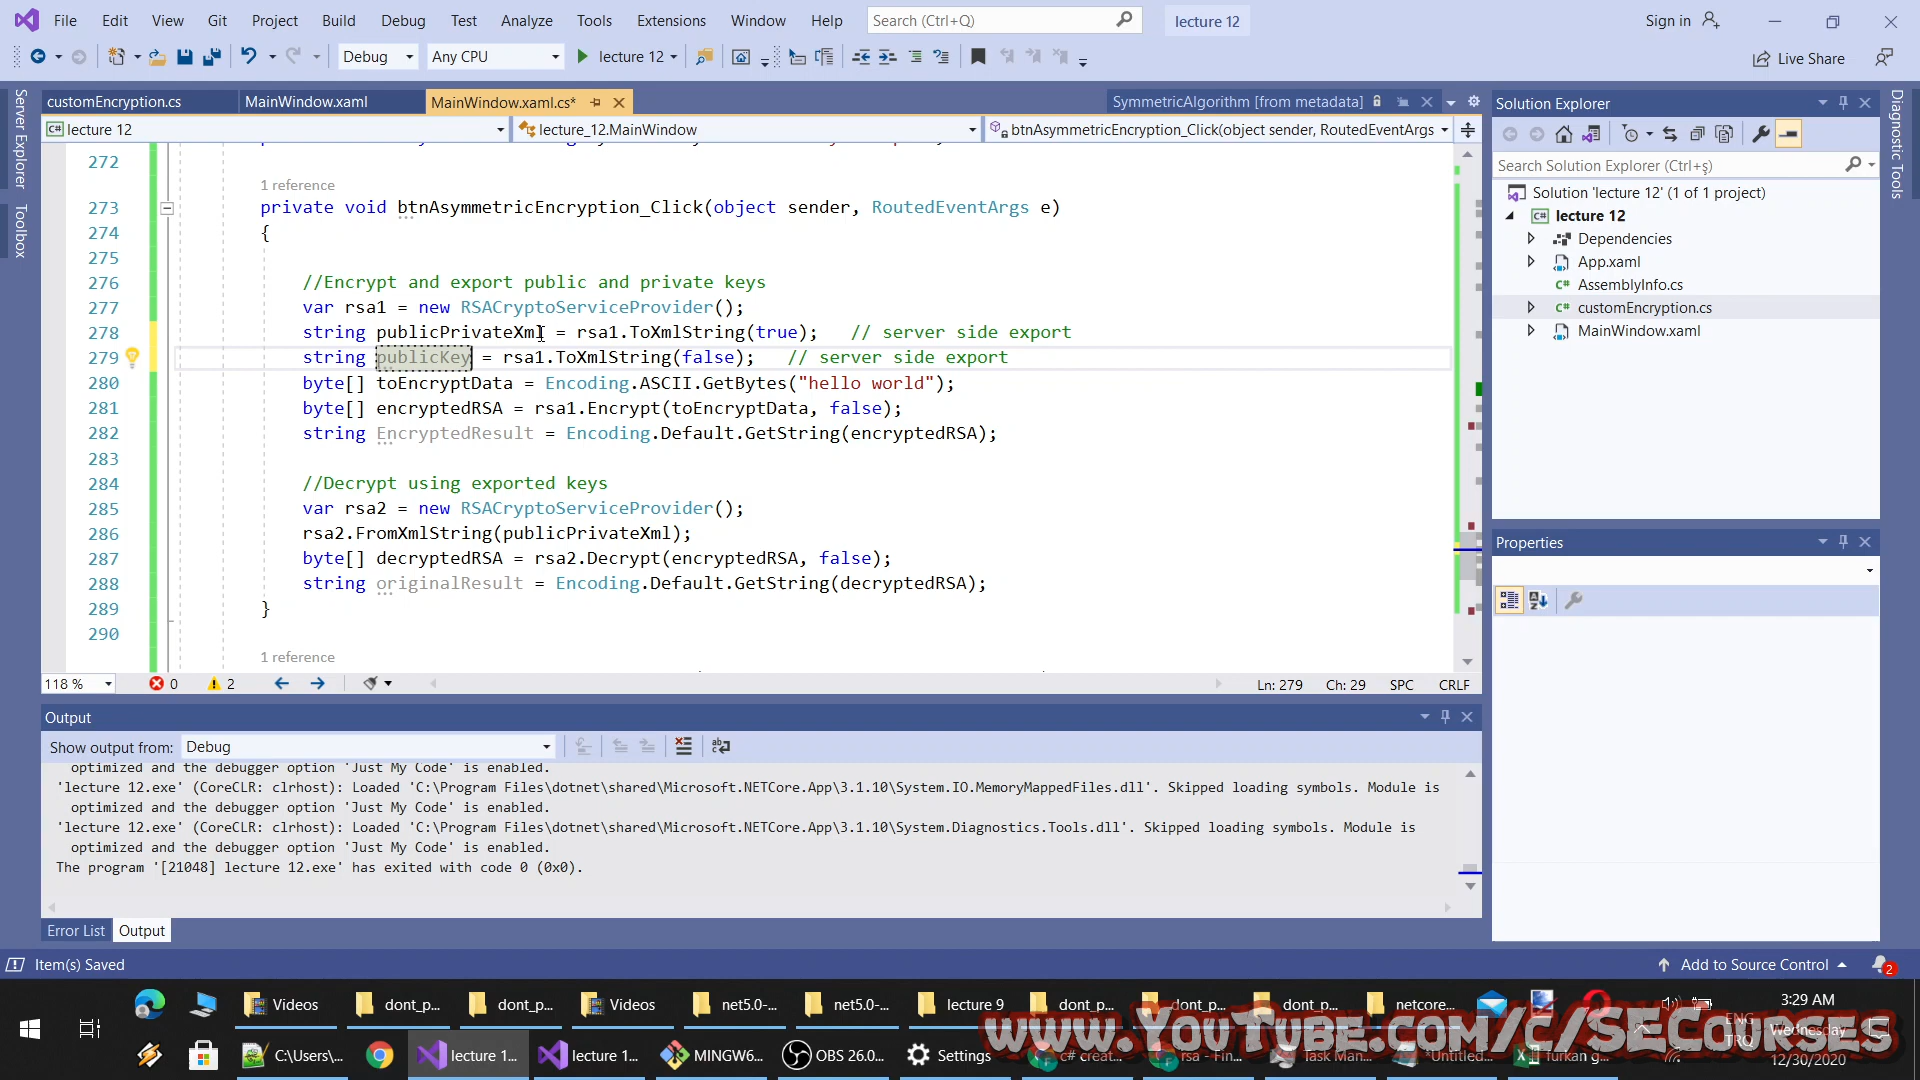 File Edit View Git Project Build Debug Test Analyze Tools Extensions Window Help Search (Ctrl+Q) lecture 12 Sign in
Debug Any CPU lecture 12 Live Share
customEncryption.cs MainWindow.xaml MainWindow.xaml.cs* SymmetricAlgorithm [from metadata]
lecture 12 lecture_12.MainWindow btnAsymmetricEncryption_Click(object sender, RoutedEventArgs
Server Explorer
Toolbox
272
1 reference
273 private void btnAsymmetricEncryption_Click(object sender, RoutedEventArgs e)
274 {
275
276 //Encrypt and export public and private keys
277 var rsa1 = new RSACryptoServiceProvider();
278 string publicPrivateXml = rsa1.ToXmlString(true); // server side export
279 string publicKey = rsa1.ToXmlString(false); // server side export
280 byte[] toEncryptData = Encoding.ASCII.GetBytes("hello world");
281 byte[] encryptedRSA = rsa1.Encrypt(toEncryptData, false);
282 string EncryptedResult = Encoding.Default.GetString(encryptedRSA);
283
284 //Decrypt using exported keys
285 var rsa2 = new RSACryptoServiceProvider();
286 rsa2.FromXmlString(publicPrivateXml);
287 byte[] decryptedRSA = rsa2.Decrypt(encryptedRSA, false);
288 string originalResult = Encoding.Default.GetString(decryptedRSA);
289 }
290
1 reference
118 % 0 2 Ln: 279 Ch: 29 SPC CRLF
Output
Show output from: Debug
optimized and the debugger option 'Just My Code' is enabled.
'lecture 12.exe' (CoreCLR: clrhost): Loaded 'C:\Program Files\dotnet\shared\Microsoft.NETCore.App\3.1.10\System.IO.MemoryMappedFiles.dll'. Skipped loading symbols. Module is
optimized and the debugger option 'Just My Code' is enabled.
'lecture 12.exe' (CoreCLR: clrhost): Loaded 'C:\Program Files\dotnet\shared\Microsoft.NETCore.App\3.1.10\System.Diagnostics.Tools.dll'. Skipped loading symbols. Module is
optimized and the debugger option 'Just My Code' is enabled.
The program '[21048] lecture 12.exe' has exited with code 0 (0x0).
Error List Output
Solution Explorer
Search Solution Explorer (Ctrl+ş)
Solution 'lecture 12' (1 of 1 project)
lecture 12
Dependencies
App.xaml
AssemblyInfo.cs
customEncryption.cs
MainWindow.xaml
Properties
Diagnostic Tools
Item(s) Saved Add to Source Control 2
Videos dont_p... dont_p... Videos net5.0-... net5.0-... lecture 9 dont_p... dont_p... dont_p... netcore... 3:29 AM
C:\Users\... lecture 1... lecture 1... MINGW6... OBS 26.0... Settings c# creat... rsa - Fin... Task Man... *Untitled... furkan g... ENG TRQ Wednesday 12/30/2020
www.YouTube.com/c/SECourses